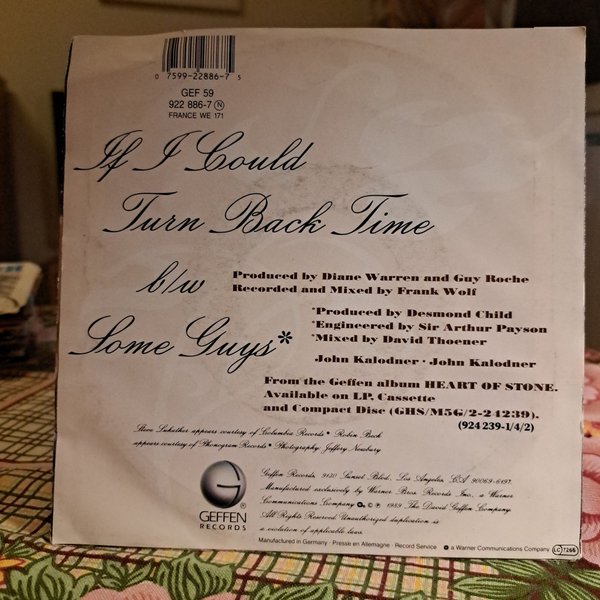 0 7599-22886-7 5
GEF 59
922 886-7 Ⓝ
FRANCE WE 171
If I Could
Turn Back Time
b/w
Produced by Diane Warren and Guy Roche
Recorded and Mixed by Frank Wolf
Some Guys*
*Produced by Desmond Child
*Engineered by Sir Arthur Payson
*Mixed by David Thoener
John Kalodner · John Kalodner
From the Geffen album HEART OF STONE.
Available on LP, Cassette
and Compact Disc (GHS/M5G/2-24239).
(924 239-1/4/2)
Steve Lukather appears courtesy of Columbia Records • Robin Beck
appears courtesy of Phonogram Records • Photography: Jeffery Newbury
G
GEFFEN
RECORDS
Geffen Records, 9130 Sunset Blvd., Los Angeles, CA 90069-6197.
Manufactured exclusively by Warner Bros. Records Inc., a Warner
Communications Company. © ℗ 1989 The David Geffen Company.
All Rights Reserved. Unauthorized duplication is
a violation of applicable laws.
Manufactured in Germany · Presse en Allemagne · Record Service a Warner Communications Company LC 7266